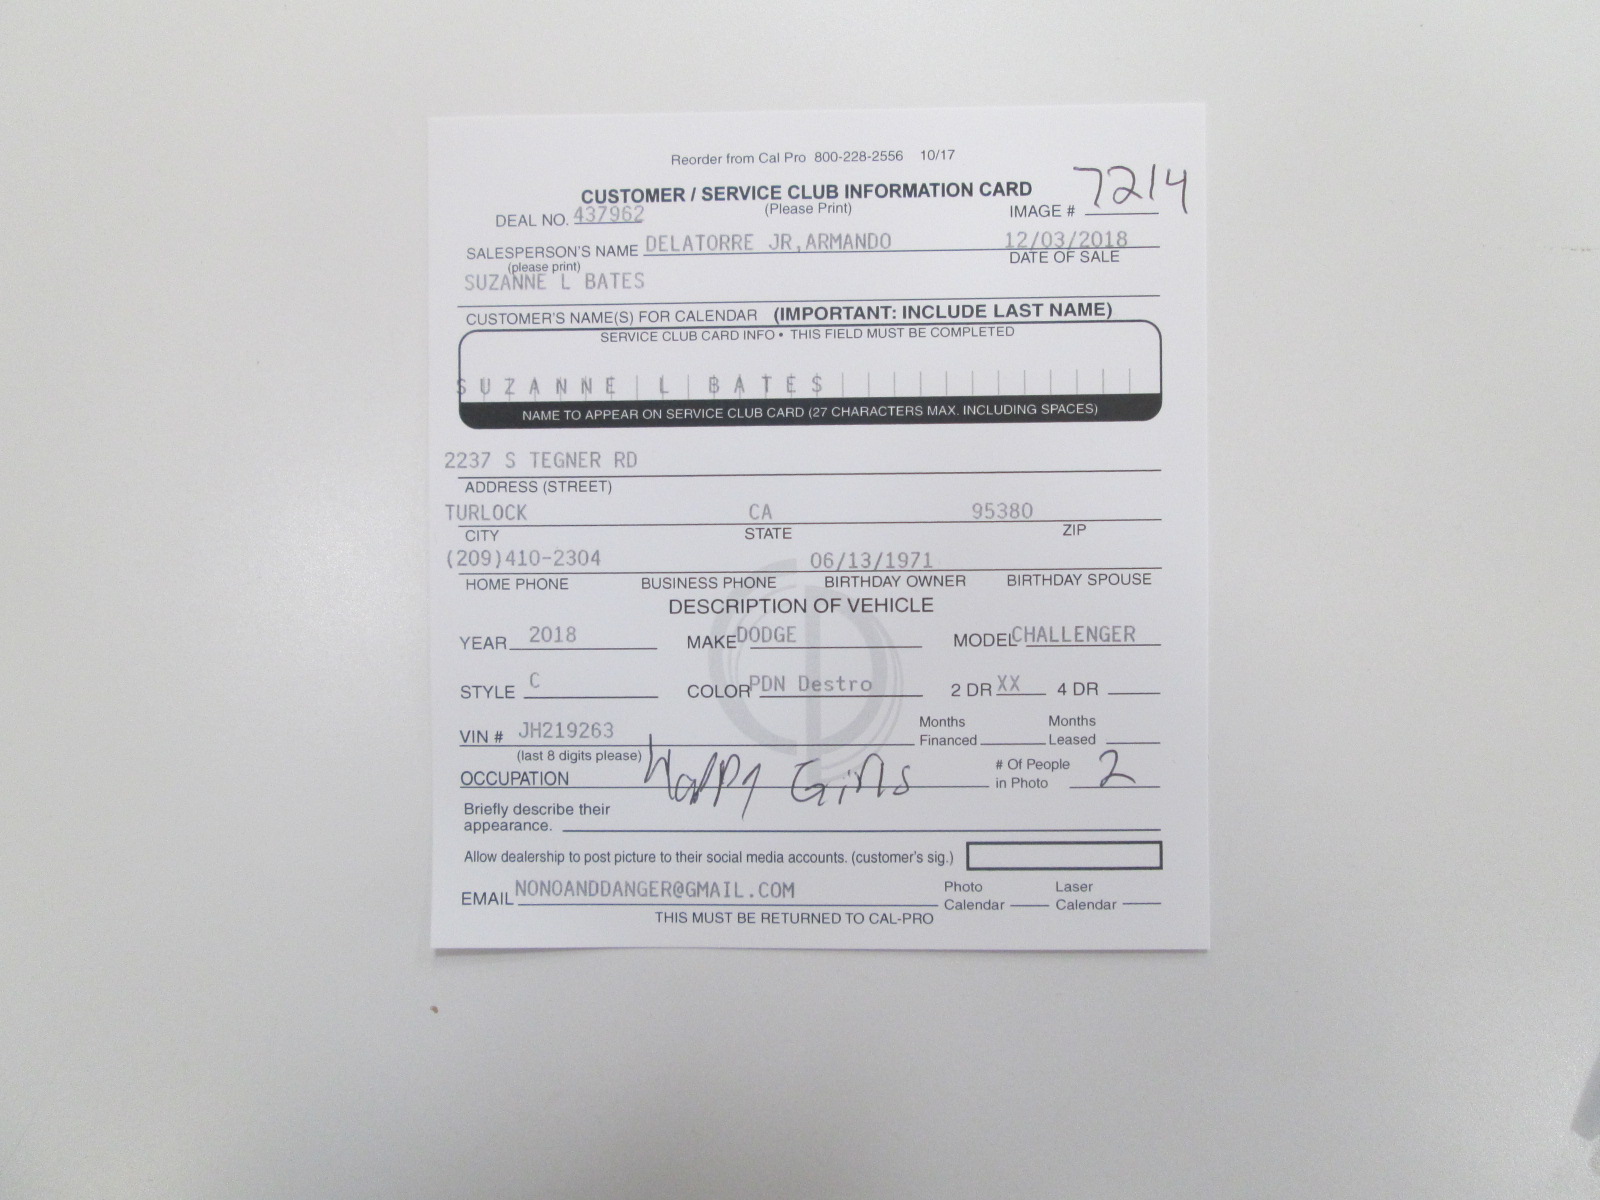 Reorder from Cal Pro 800-228-2556 10/17
7214
CUSTOMER / SERVICE CLUB INFORMATION CARD
DEAL NO. 437962 (Please Print) IMAGE #
SALESPERSON'S NAME DELATORRE JR,ARMANDO 12/03/2018
(please print) DATE OF SALE
SUZANNE L BATES
CUSTOMER'S NAME(S) FOR CALENDAR (IMPORTANT: INCLUDE LAST NAME)
SERVICE CLUB CARD INFO • THIS FIELD MUST BE COMPLETED
SUZANNE L BATES
NAME TO APPEAR ON SERVICE CLUB CARD (27 CHARACTERS MAX. INCLUDING SPACES)
2237 S TEGNER RD
ADDRESS (STREET)
TURLOCK CA 95380
CITY STATE ZIP
(209)410-2304 06/13/1971
HOME PHONE BUSINESS PHONE BIRTHDAY OWNER BIRTHDAY SPOUSE
DESCRIPTION OF VEHICLE
YEAR 2018 MAKE DODGE MODEL CHALLENGER
STYLE C COLOR PDN Destro 2 DR XX 4 DR
VIN # JH219263 Months Financed Months Leased
(last 8 digits please)
OCCUPATION Happy Girls # Of People in Photo 2
Briefly describe their
appearance.
Allow dealership to post picture to their social media accounts. (customer's sig.)
EMAIL NONOANDDANGER@GMAIL.COM Photo Calendar Laser Calendar
THIS MUST BE RETURNED TO CAL-PRO